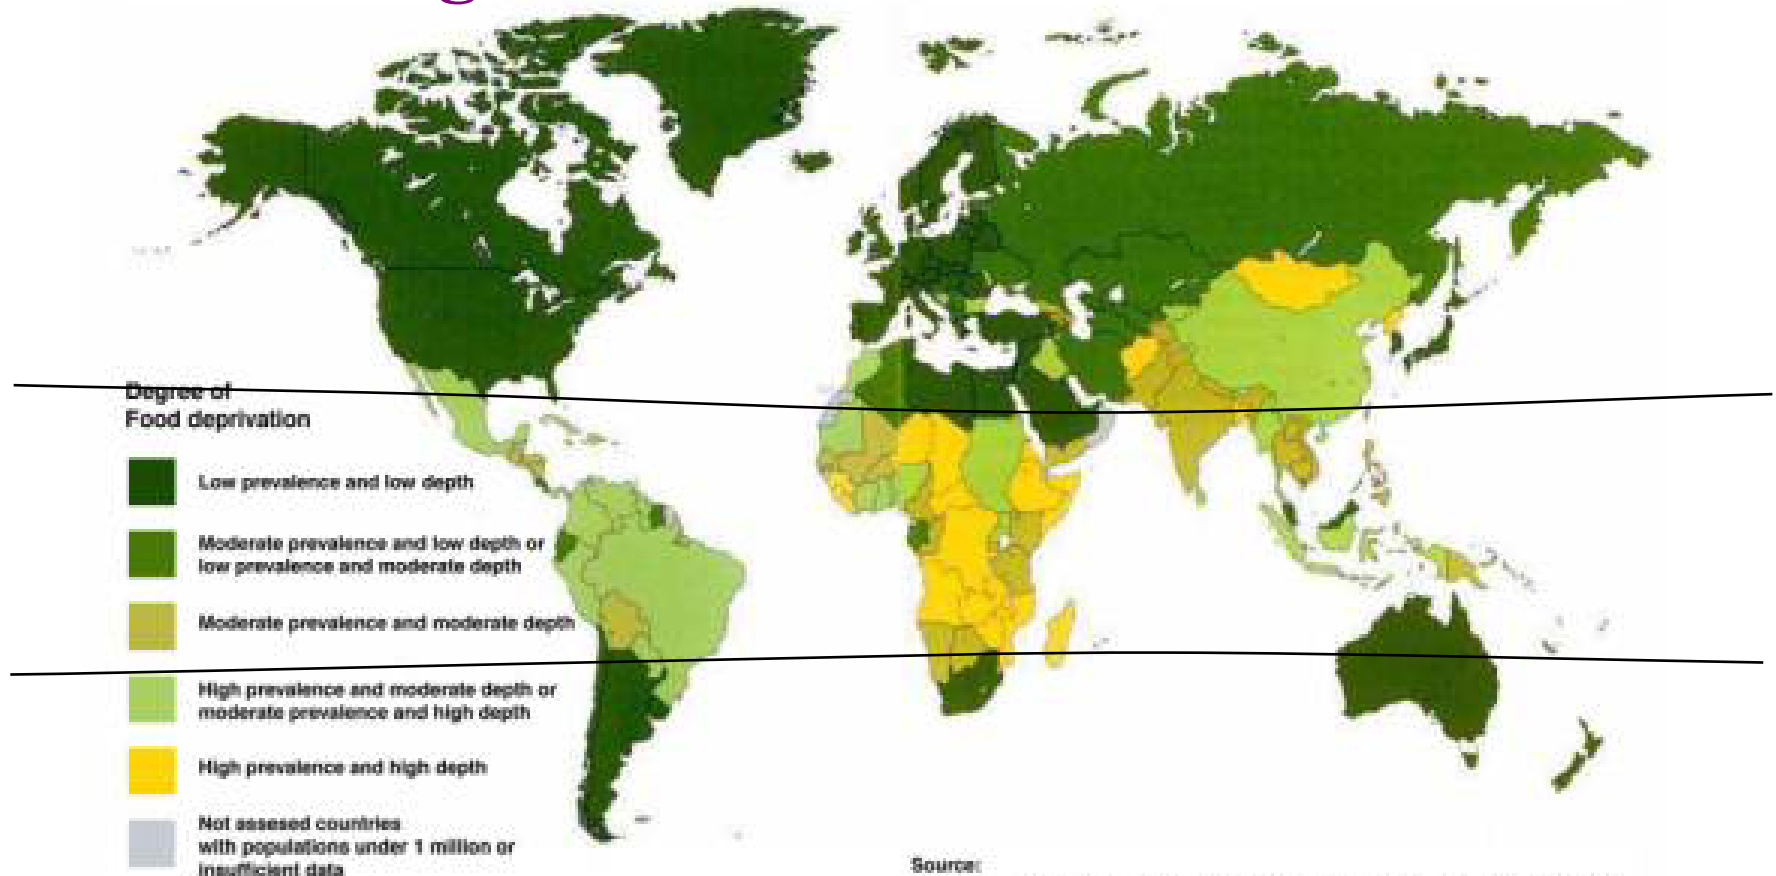 Degree of
Food deprivation
Low prevalence and low depth
Moderate prevalence and low depth or
low prevalence and moderate depth
Moderate prevalence and moderate depth
High prevalence and moderate depth or
moderate prevalence and high depth
High prevalence and high depth
Not assesed countries
with populations under 1 million or
insufficient data
Source: